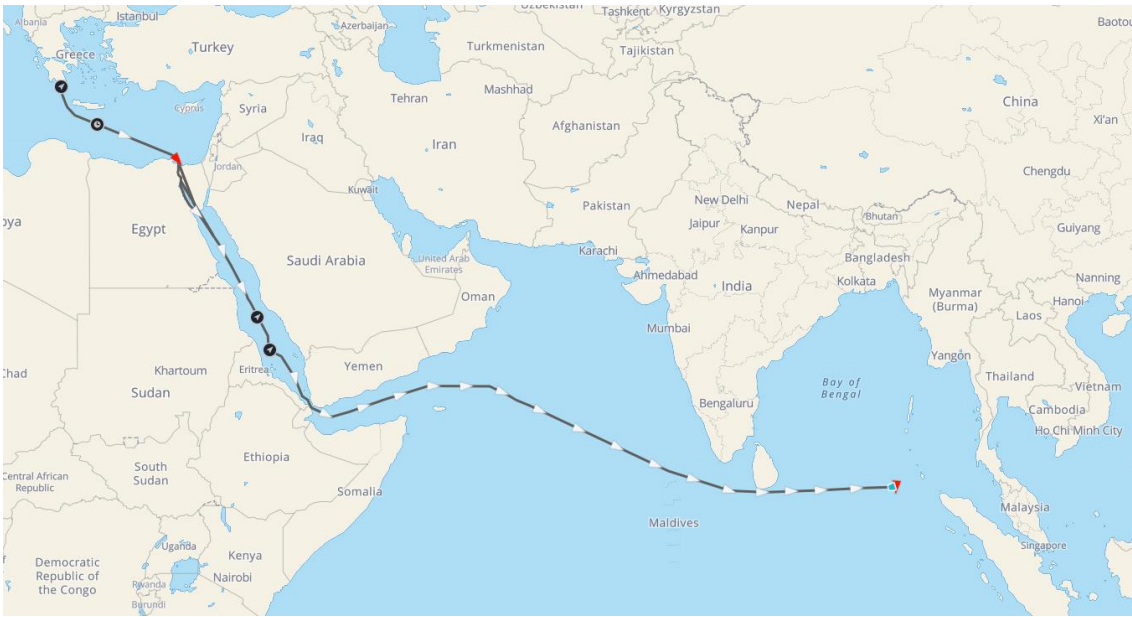 Uzbekistan
Tashkent
Kyrgyzstan
Istanbul
Albania
Azerbaijan
Baotou
Greece
Turkey
Turkmenistan
Tajikistan
Tehran
Mashhad
China
Cyprus
Syria
Xi'an
Afghanistan
Iraq
Iran
Jordan
Chengdu
Kuwait
New Delhi
Nepal
Pakistan
Bhutan
Egypt
Jaipur
Kanpur
Guiyang
Karachi
Bangladesh
Saudi Arabia
United Arab
Emirates
Ahmedabad
Kolkata
Nanning
India
Oman
Myanmar
(Burma)
Hanoi
Laos
Mumbai
Yangon
Yemen
Khartoum
Eritrea
Chad
Sudan
Thailand
Bay of
Bengal
Vietnam
Bengaluru
Cambodia
Ho Chi Minh City
Ethiopia
South
Sudan
Central African
Republic
Somalia
Malaysia
Maldives
Singapore
Uganda
Kenya
Democratic
Republic of
the Congo
Nairobi
Rwanda
Burundi